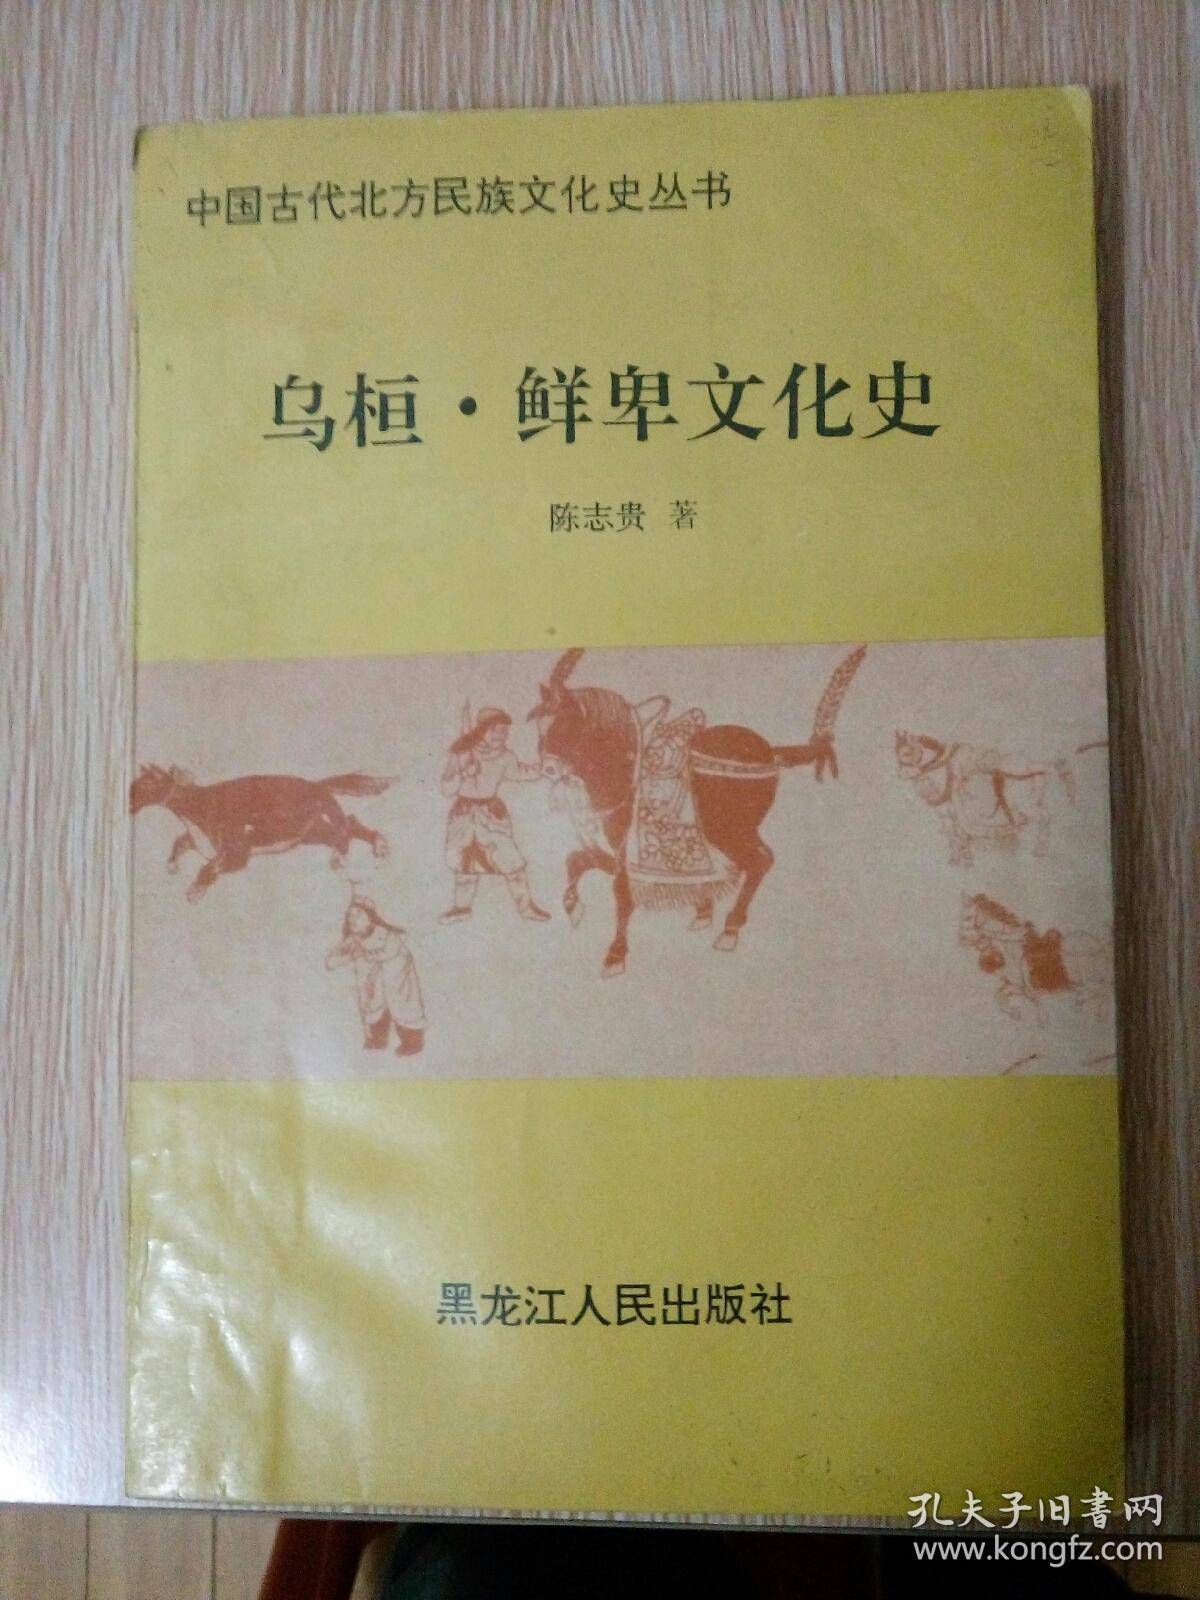 中国古代北方民族文化史丛书
乌桓·鲜卑文化史
陈志贵 著
黑龙江人民出版社
孔夫子旧書网
www.kongfz.com